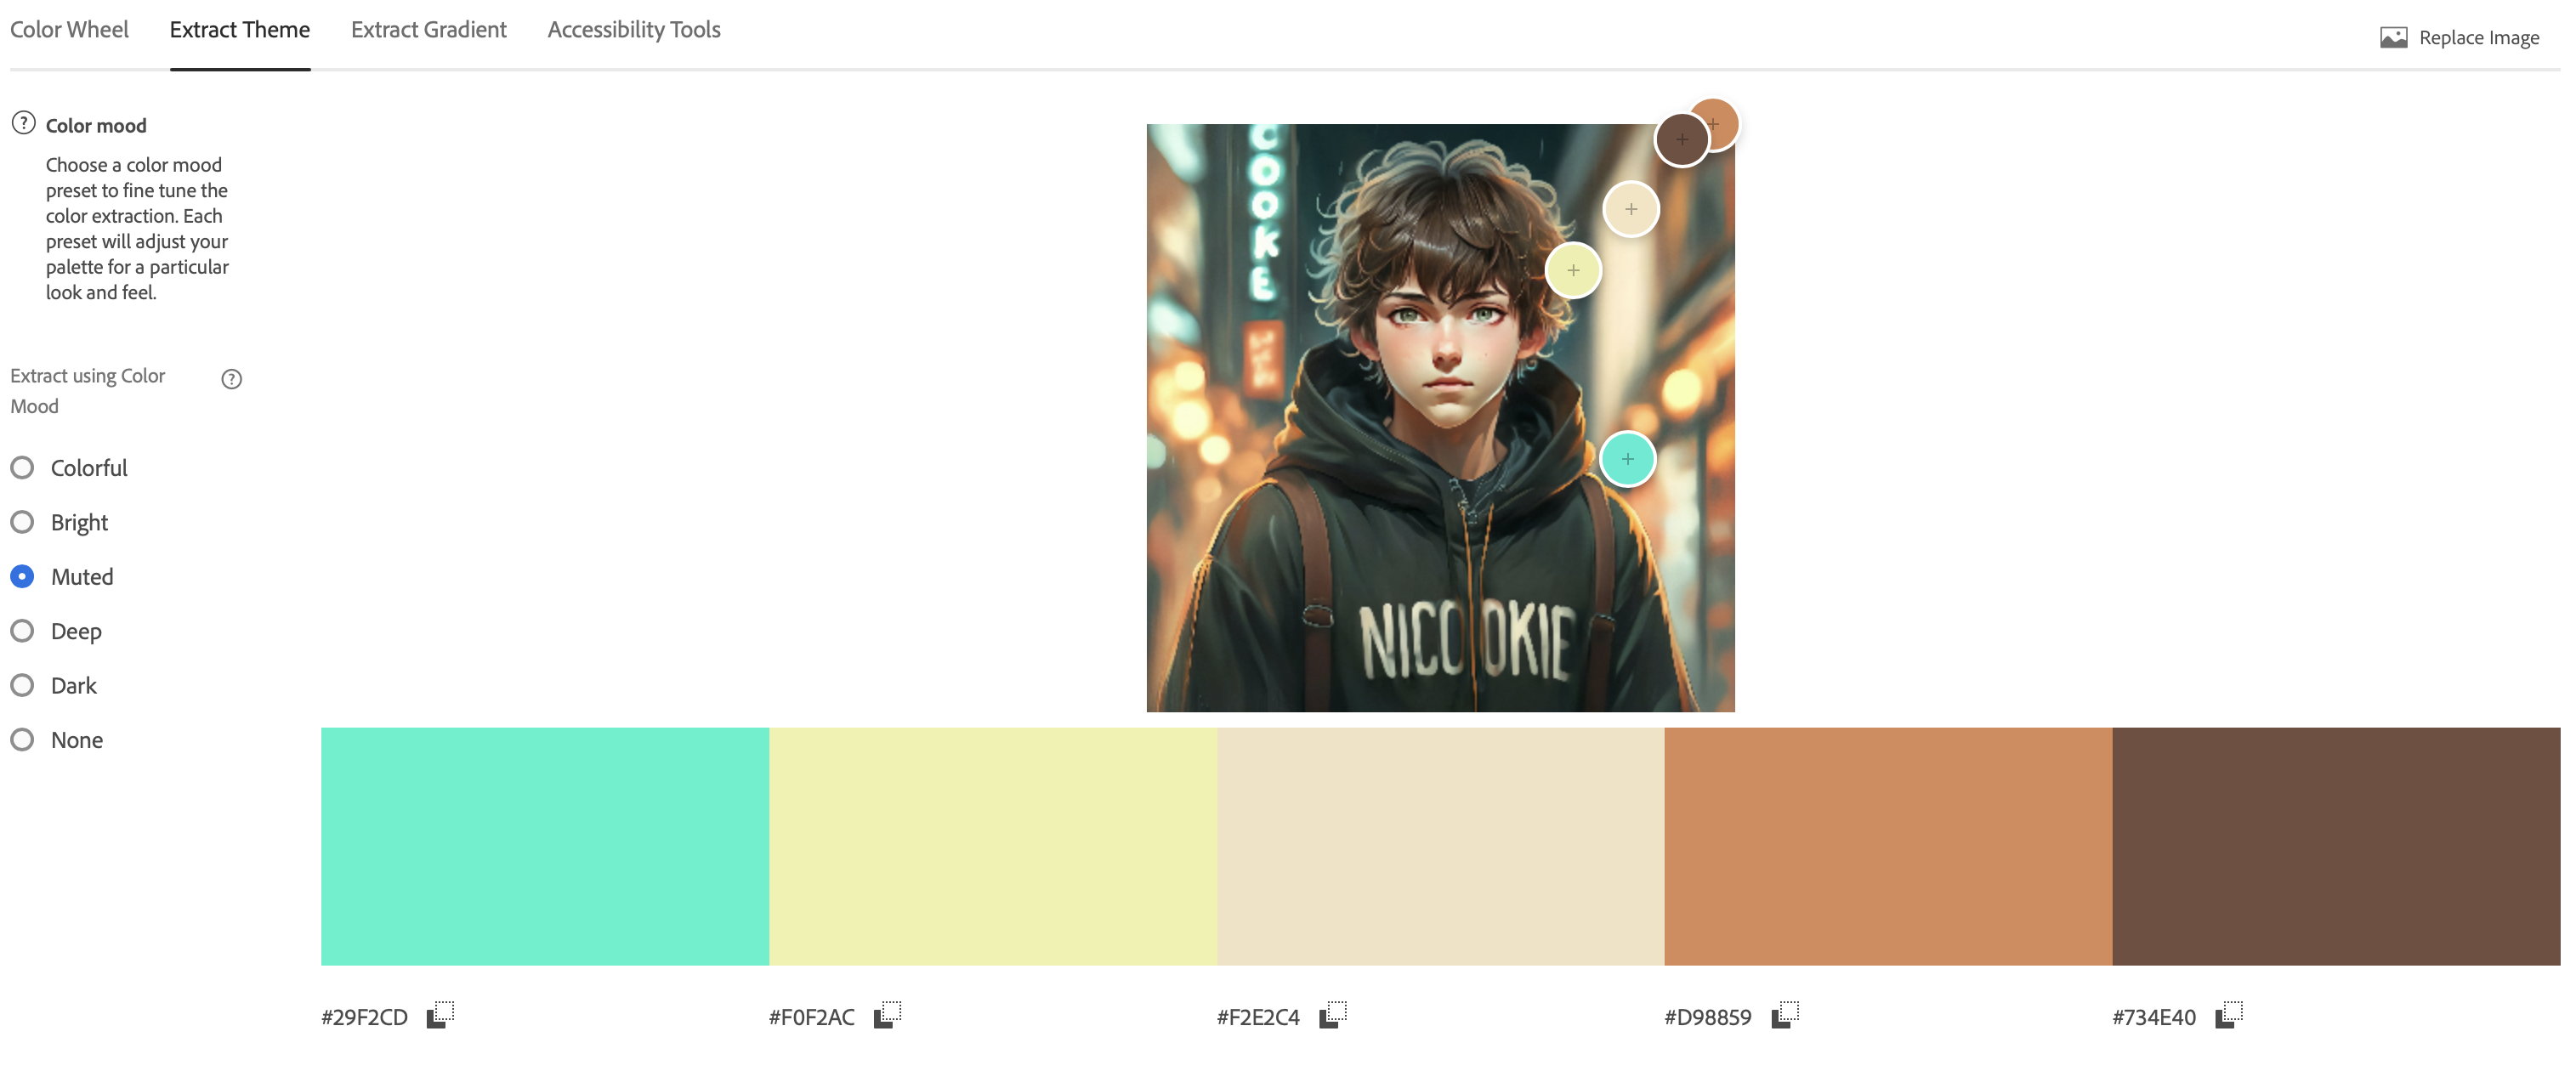 Color Wheel Extract Theme Extract Gradient Accessibility Tools Replace Image
Color mood
Choose a color mood
preset to fine tune the
color extraction. Each
preset will adjust your
palette for a particular
look and feel.
Extract using Color
Mood
Colorful
Bright
Muted
Deep
Dark
None
COOKE
NICOOKIE
#29F2CD #F0F2AC #F2E2C4 #D98859 #734E40